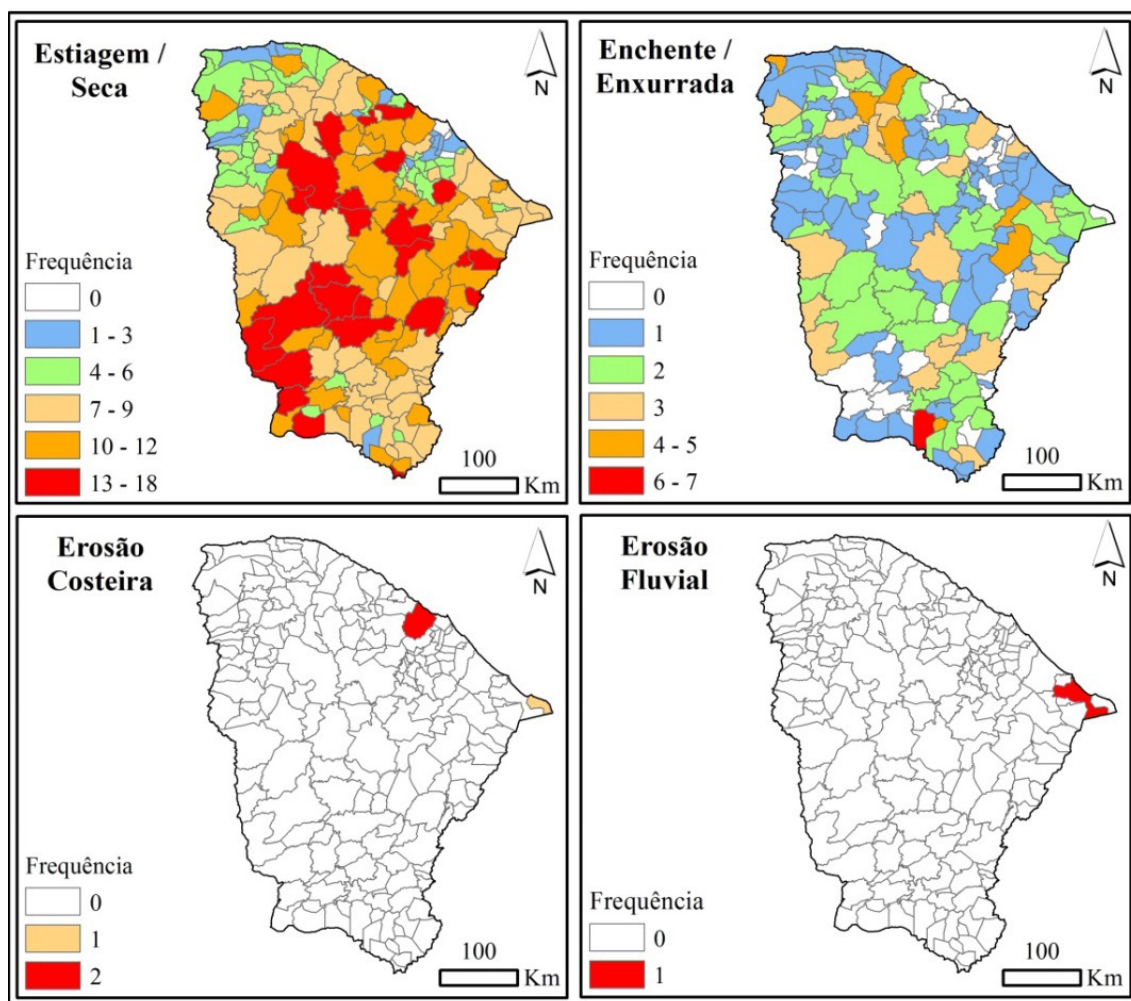 Estiagem /
Seca
N
Frequência
0
1 - 3
4 - 6
7 - 9
10 - 12
13 - 18
100
Km
Enchente /
Enxurrada
N
Frequência
0
1
2
3
4 - 5
6 - 7
100
Km
Erosão
Costeira
N
Frequência
0
1
2
100
Km
Erosão
Fluvial
N
Frequência
0
1
100
Km